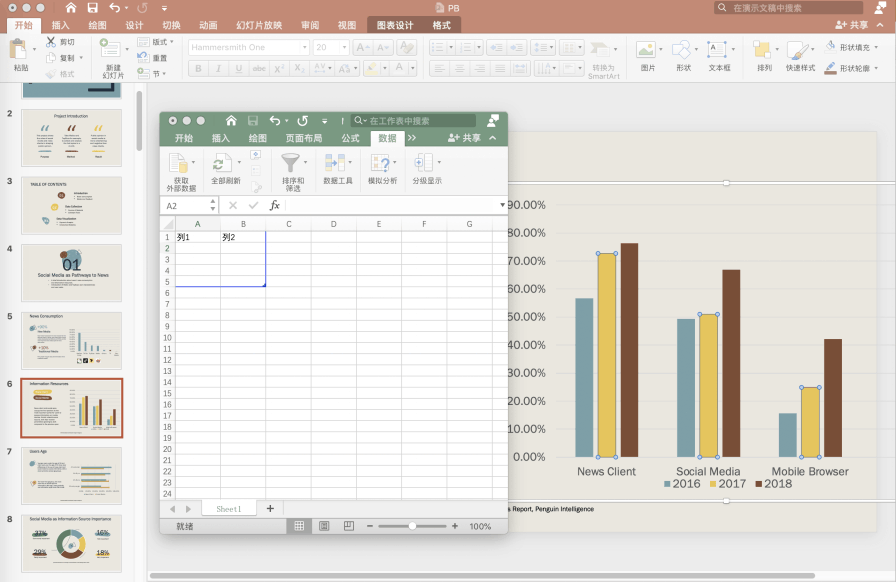 PB
在演示文稿中搜索
开始 插入 绘图 设计 切换 动画 幻灯片放映 审阅 视图 图表设计 格式 共享
粘贴 剪切 复制 格式
新建
幻灯片
版式 重置 节
Hammersmith One 20
B I U abc X² X₂ AV Aa A
转换为
SmartArt
图片 形状 文本框 排列 快速样式 形状填充 形状轮廓
2
Project Introduction
3
TABLE OF CONTENTS
4
01
Social Media as Pathways to News
5
News Consumption
6
Information Resources
7
Users Age
8
Social Media as Information Source Importance
37% 16%
29% 18%
在工作表中搜索
开始 插入 绘图 页面布局 公式 数据 共享
获取
外部数据
全部刷新
排序和
筛选
数据工具 模拟分析 分级显示
A2 fx
A B C D E F G
1 列1 列2
2
3
4
5
6
7
8
9
10
11
12
13
14
15
16
17
18
19
20
21
22
23
24
Sheet1 +
就绪 − + 100%
90.00%
80.00%
70.00%
60.00%
50.00%
40.00%
30.00%
20.00%
10.00%
0.00%
News Client Social Media Mobile Browser
2016 2017 2018
s Report, Penguin Intelligence